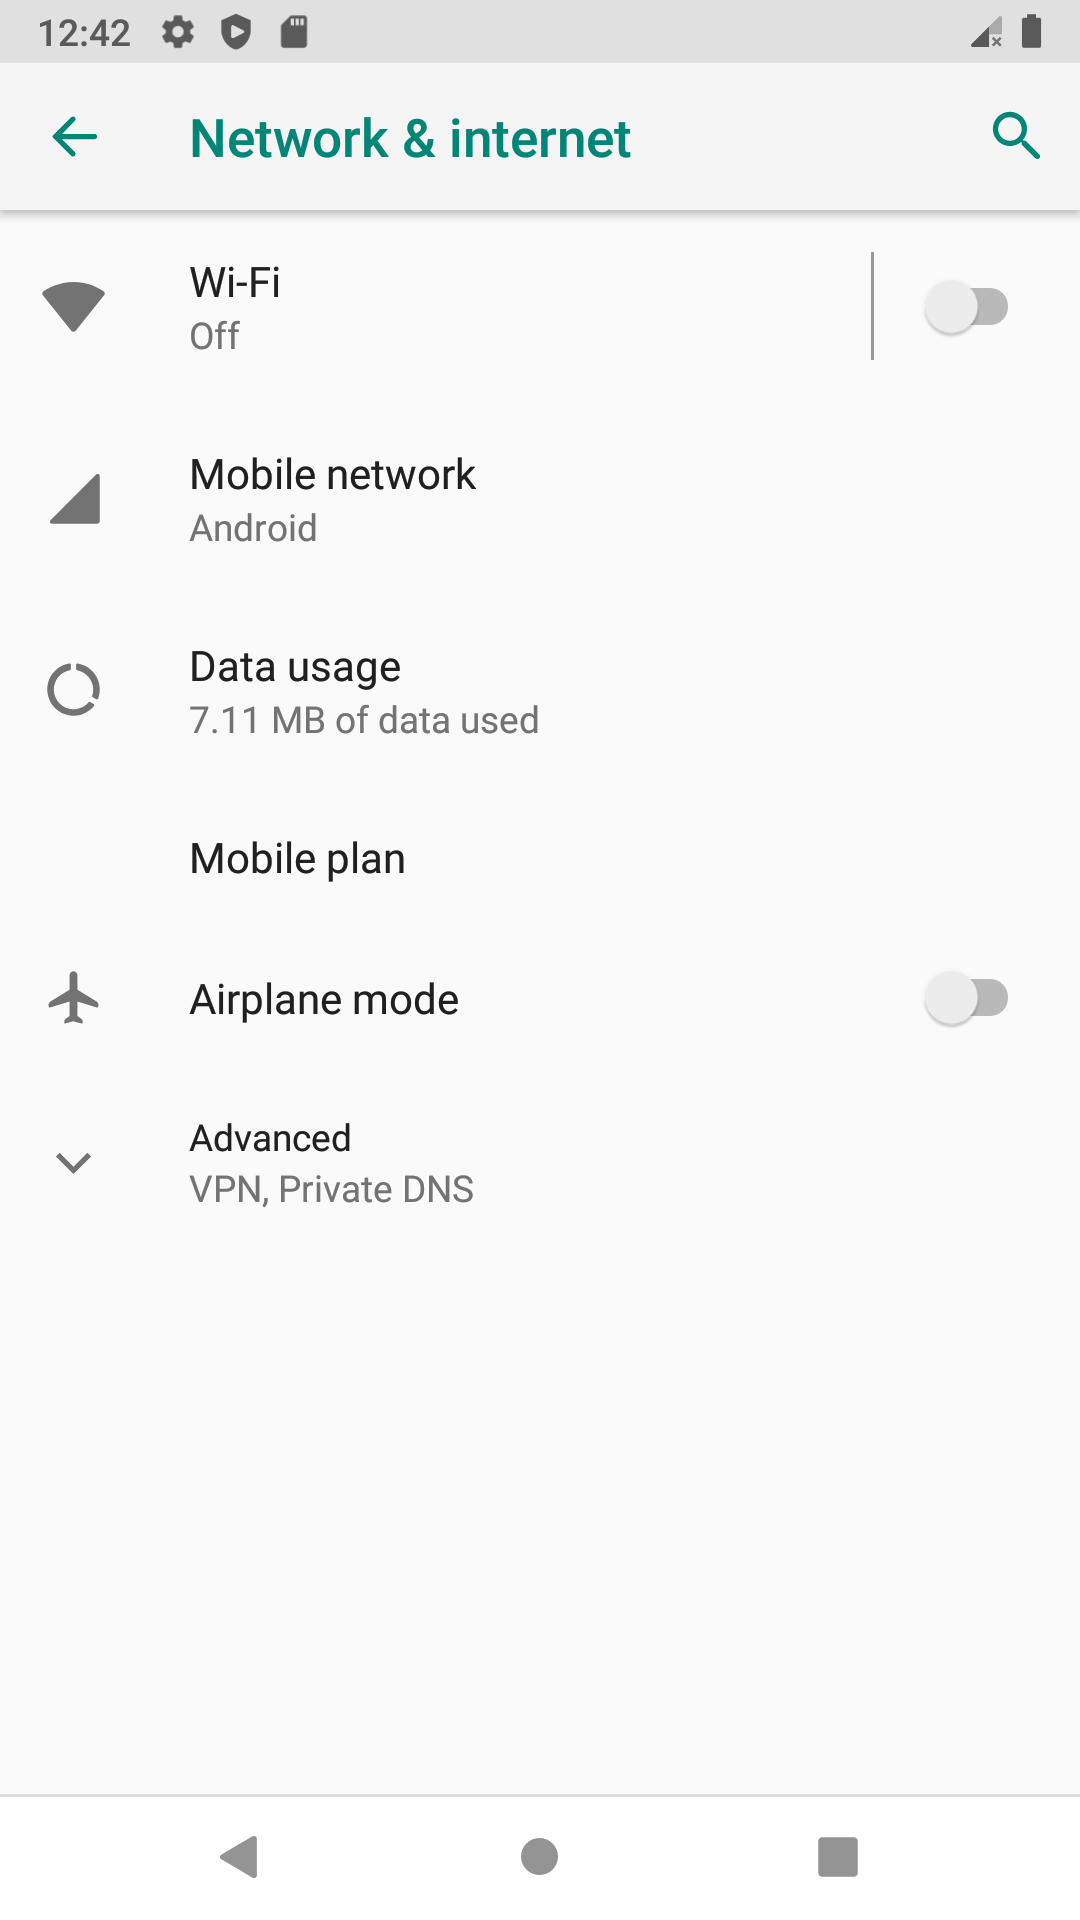 12:42
Network & internet
Wi-Fi
Off
Mobile network
Android
Data usage
7.11 MB of data used
Mobile plan
Airplane mode
Advanced
VPN, Private DNS